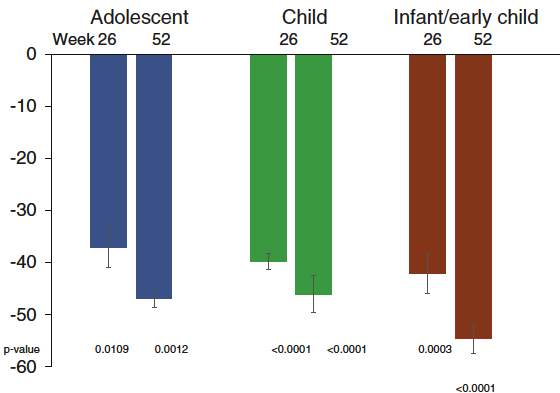 Adolescent Child Infant/early child
Week 26 52 26 52 26 52
0
-10
-20
-30
-40
-50
p-value 0.0109 0.0012 <0.0001 <0.0001 0.0003
-60
<0.0001